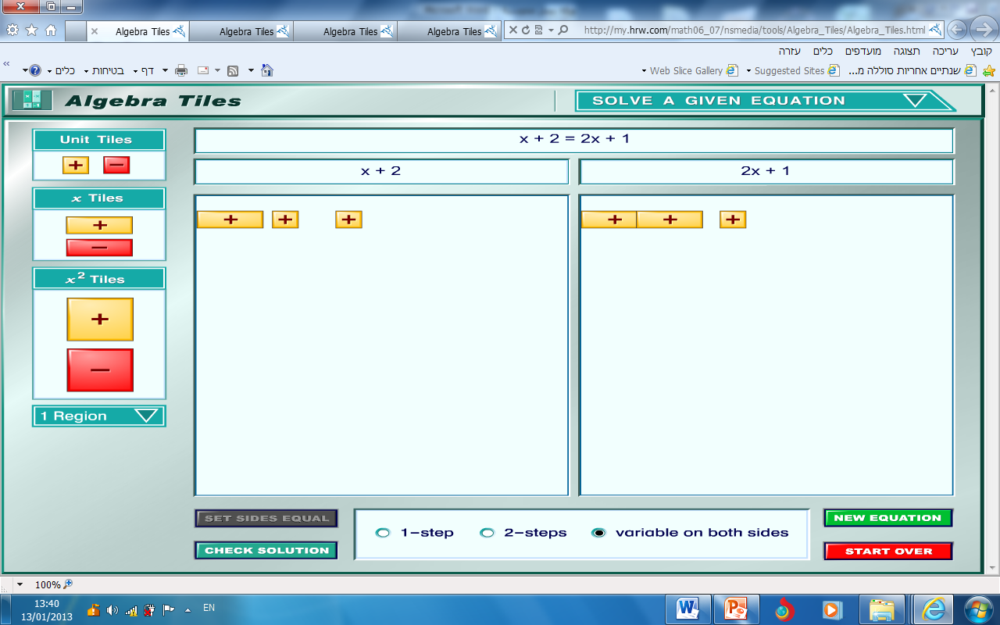 Algebra Tiles
Algebra Tiles
Algebra Tiles
Algebra Tiles
http://my.hrw.com/math06_07/nsmedia/tools/Algebra_Tiles/Algebra_Tiles.html
קובץ עריכה תצוגה מועדפים כלים עזרה
שנתיים אחריות סוללה מ... Suggested Sites Web Slice Gallery
דף בטיחות כלים
Algebra Tiles
SOLVE A GIVEN EQUATION
Unit Tiles
+ −
x Tiles
+
−
x² Tiles
+
−
1 Region
x + 2 = 2x + 1
x + 2
2x + 1
+ + +
+ + +
SET SIDES EQUAL
CHECK SOLUTION
1-step 2-steps variable on both sides
NEW EQUATION
START OVER
100%
13:40
13/01/2013
EN